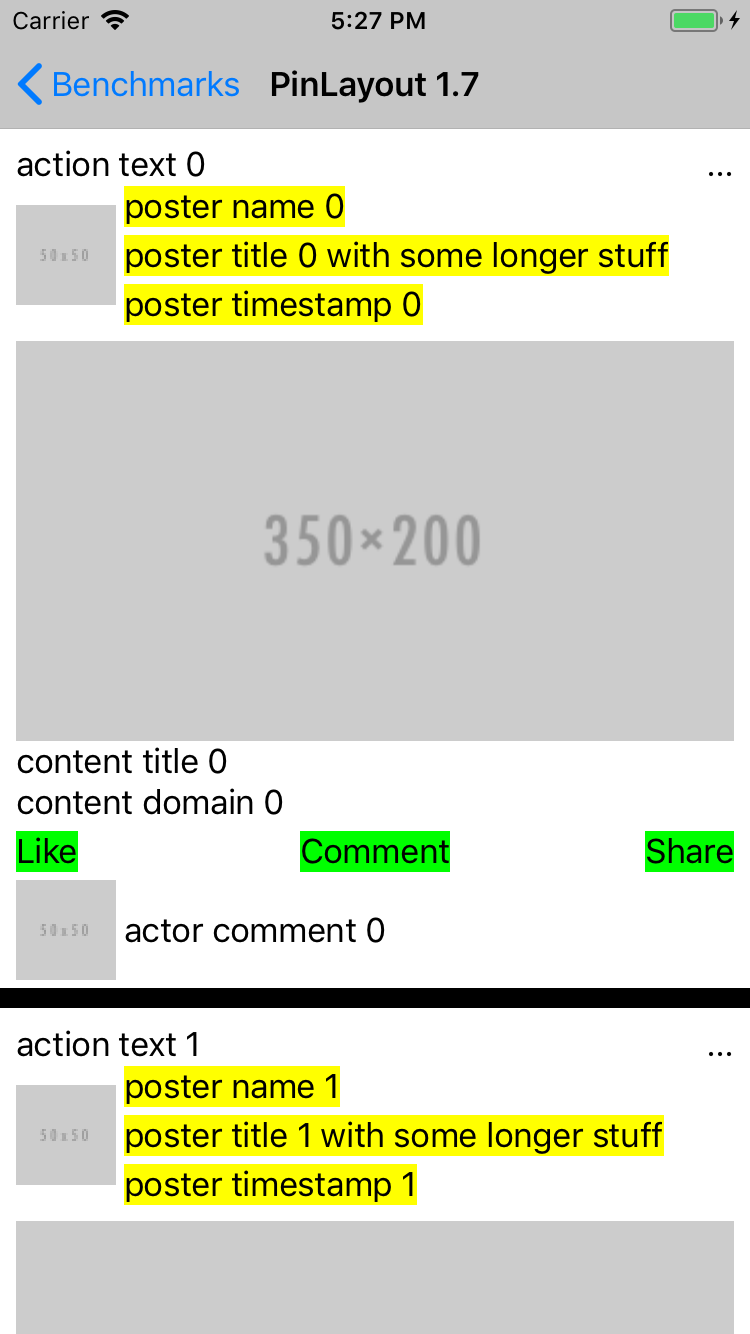 Carrier 5:27 PM
Benchmarks PinLayout 1.7
action text 0 ...
poster name 0
50x50
poster title 0 with some longer stuff
poster timestamp 0
350×200
content title 0
content domain 0
Like Comment Share
50x50 actor comment 0
action text 1 ...
poster name 1
50x50
poster title 1 with some longer stuff
poster timestamp 1